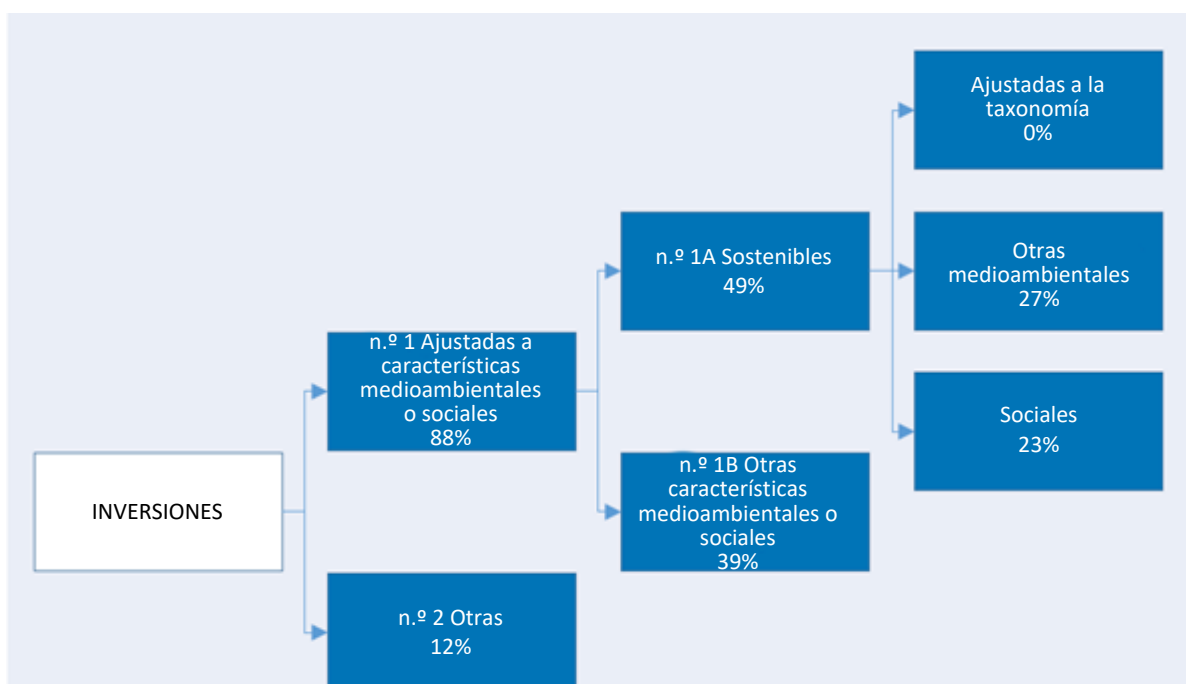 INVERSIONES
n.º 1 Ajustadas a
características
medioambientales
o sociales
88%
n.º 2 Otras
12%
n.º 1A Sostenibles
49%
n.º 1B Otras
características
medioambientales o
sociales
39%
Ajustadas a la
taxonomía
0%
Otras
medioambientales
27%
Sociales
23%